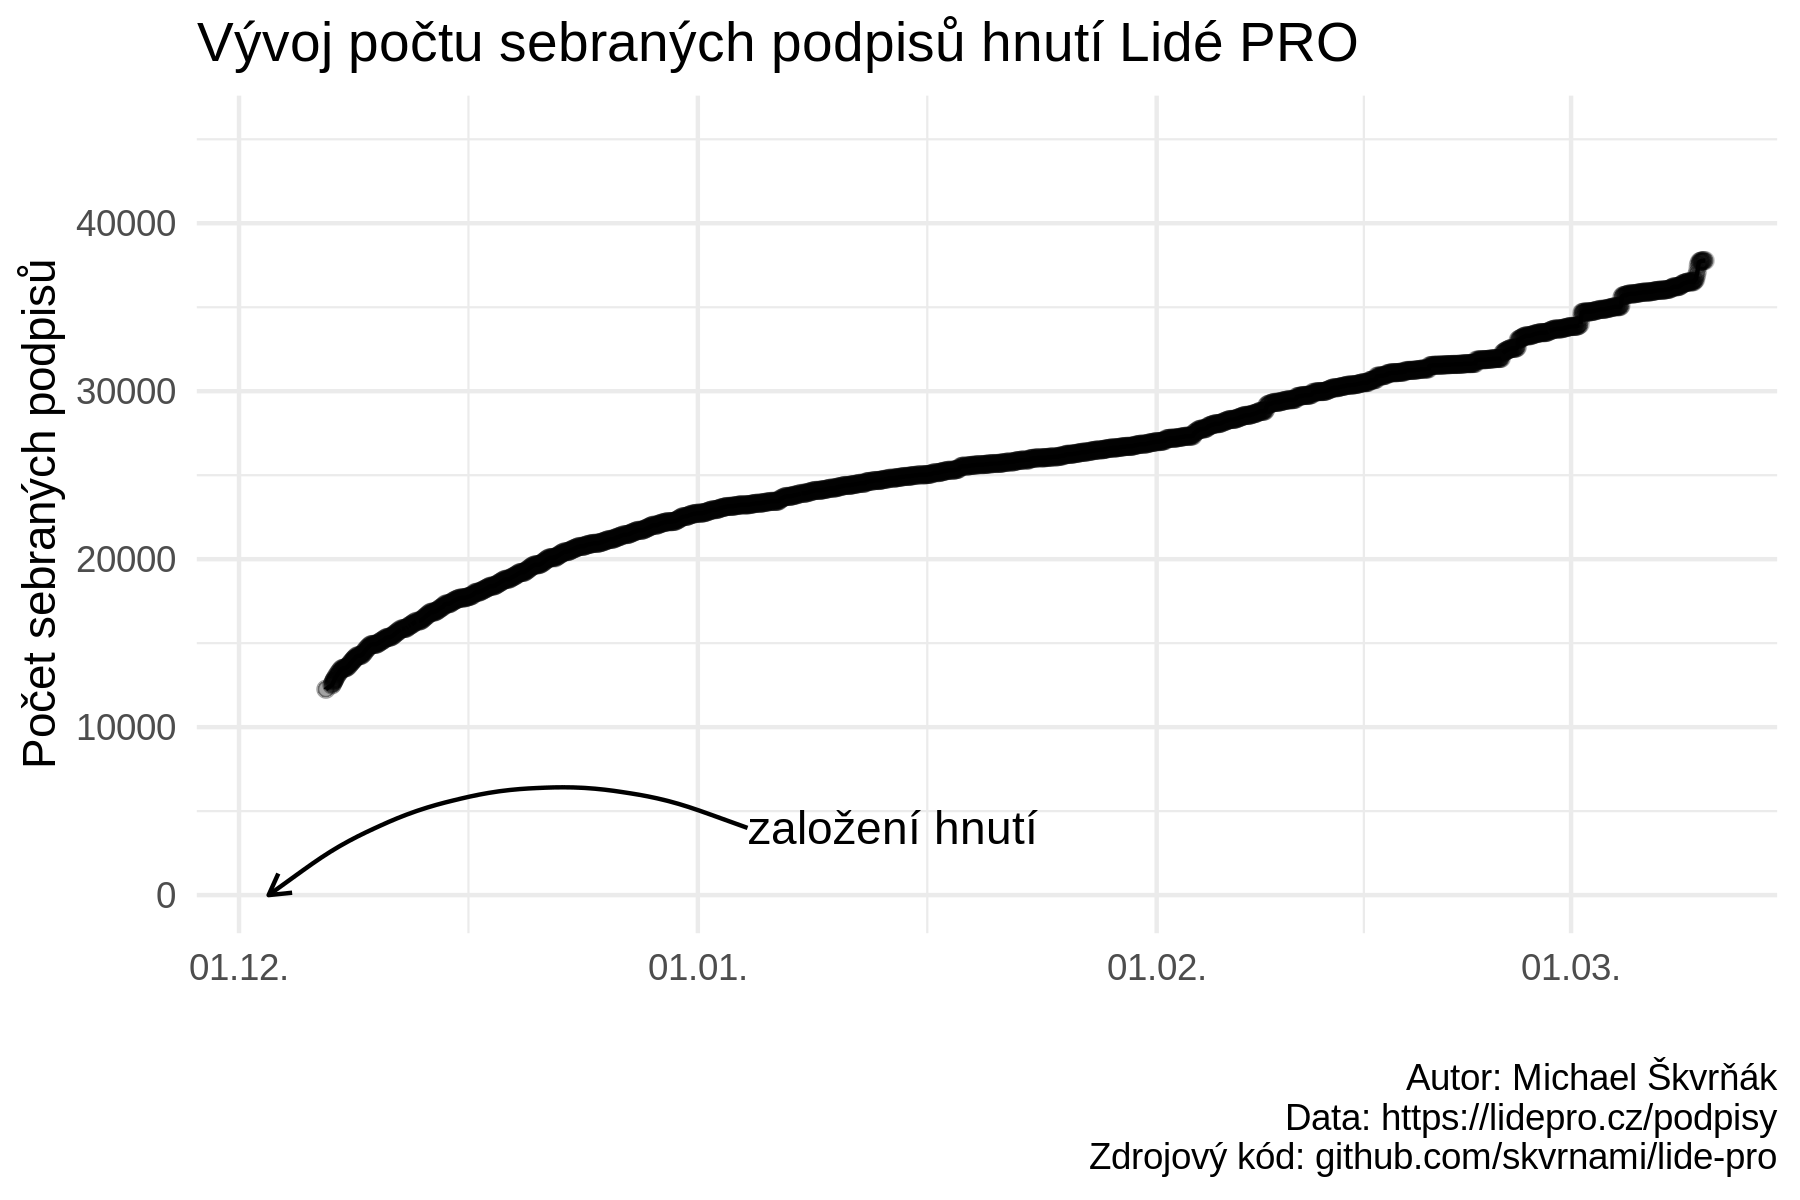 Vývoj počtu sebraných podpisů hnutí Lidé PRO
Počet sebraných podpisů
40000
30000
20000
10000
0
založení hnutí
01.12.
01.01.
01.02.
01.03.
Autor: Michael Škvrňák
Data: https://lidepro.cz/podpisy
Zdrojový kód: github.com/skvrnami/lide-pro